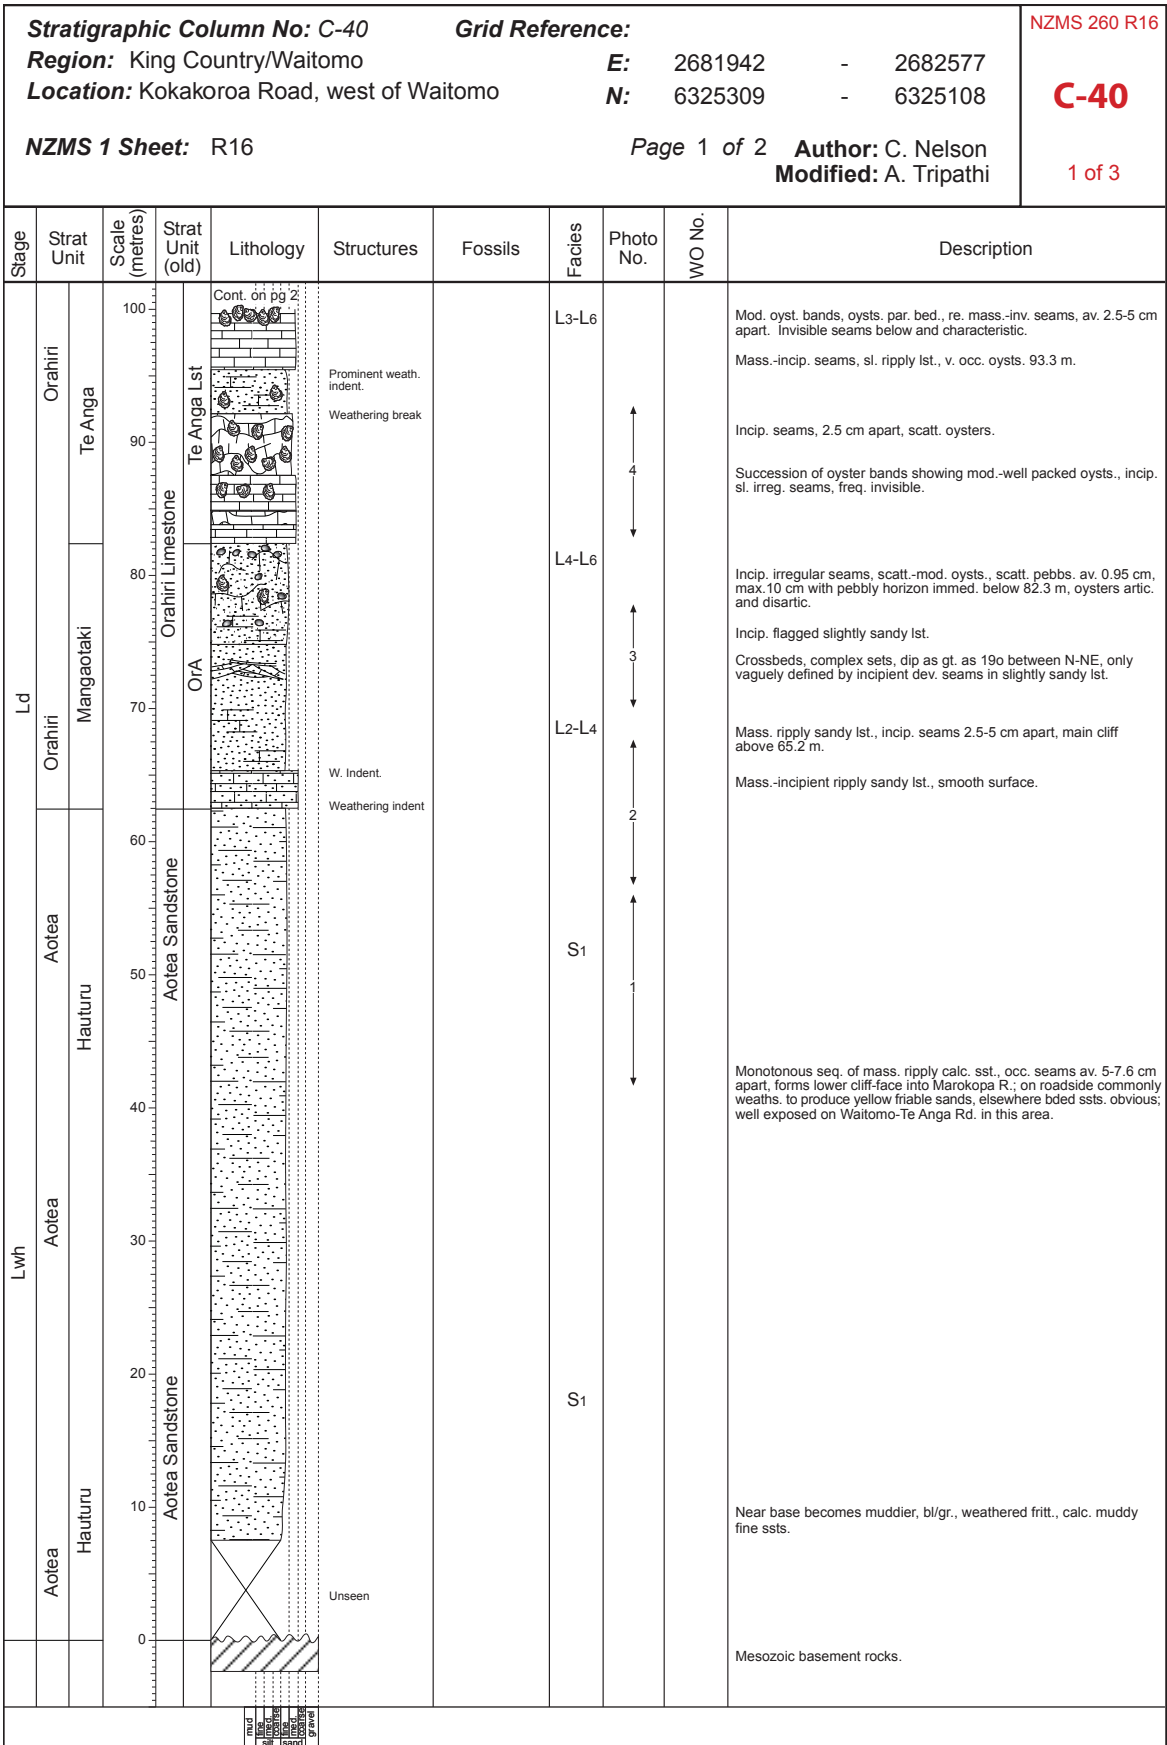 Stratigraphic Column No: C-40 Grid Reference:
Region: King Country/Waitomo E: 2681942 - 2682577
Location: Kokakoroa Road, west of Waitomo N: 6325309 - 6325108
NZMS 1 Sheet: R16 Page 1 of 2 Author: C. Nelson
Modified: A. Tripathi
NZMS 260 R16
C-40
1 of 3
Stage
Strat Unit
Scale (metres)
Strat Unit (old)
Lithology
Structures
Fossils
Facies
Photo No.
WO No.
Description
Cont. on pg 2
100
90
80
70
60
50
40
30
20
10
0
Ld
Lwh
Orahiri
Orahiri
Aotea
Aotea
Aotea
Te Anga
Mangaotaki
Hauturu
Hauturu
Orahiri Limestone
Aotea Sandstone
Aotea Sandstone
Te Anga Lst
OrA
Prominent weath.
indent.
Weathering break
W. Indent.
Weathering indent
Unseen
L3-L6
L4-L6
L2-L4
S1
S1
4
3
2
1
Mod. oyst. bands, oysts. par. bed., re. mass.-inv. seams, av. 2.5-5 cm
apart. Invisible seams below and characteristic.
Mass.-incip. seams, sl. ripply lst., v. occ. oysts. 93.3 m.
Incip. seams, 2.5 cm apart, scatt. oysters.
Succession of oyster bands showing mod.-well packed oysts., incip.
sl. irreg. seams, freq. invisible.
Incip. irregular seams, scatt.-mod. oysts., scatt. pebbs. av. 0.95 cm,
max.10 cm with pebbly horizon immed. below 82.3 m, oysters artic.
and disartic.
Incip. flagged slightly sandy lst.
Crossbeds, complex sets, dip as gt. as 19o between N-NE, only
vaguely defined by incipient dev. seams in slightly sandy lst.
Mass. ripply sandy lst., incip. seams 2.5-5 cm apart, main cliff
above 65.2 m.
Mass.-incipient ripply sandy lst., smooth surface.
Monotonous seq. of mass. ripply calc. sst., occ. seams av. 5-7.6 cm
apart, forms lower cliff-face into Marokopa R.; on roadside commonly
weaths. to produce yellow friable sands, elsewhere bded ssts. obvious;
well exposed on Waitomo-Te Anga Rd. in this area.
Near base becomes muddier, bl/gr., weathered fritt., calc. muddy
fine ssts.
Mesozoic basement rocks.
mud
fine
med.
coarse
fine
med.
coarse
gravel
sand